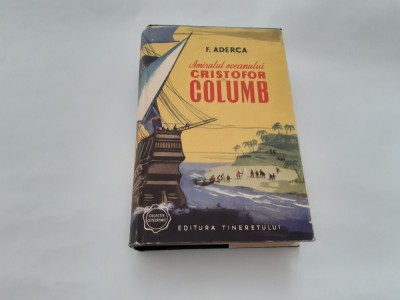 F. ADERCA
Amiralul oceanului
CRISTOFOR
COLUMB
EDITURA TINERETULUI